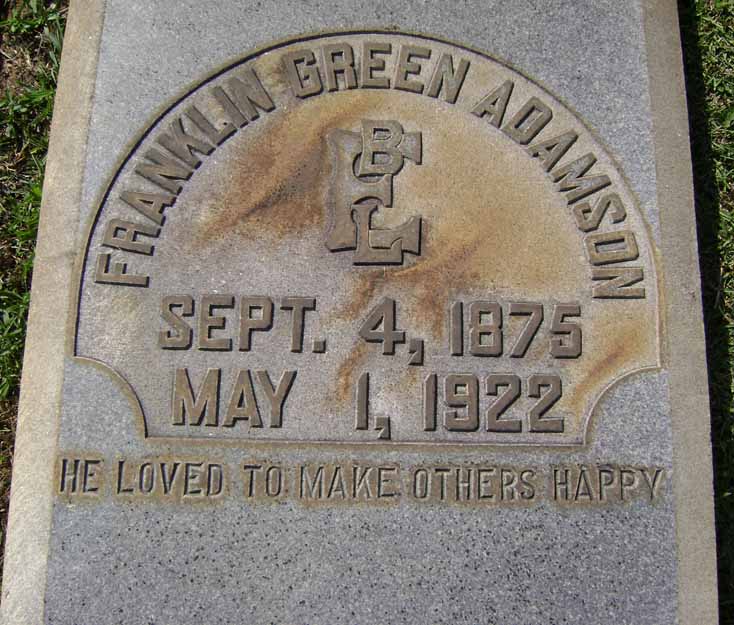 FRANKLIN GREEN ADAMSON
B
L
SEPT. 4, 1875
MAY 1, 1922
HE LOVED TO MAKE OTHERS HAPPY